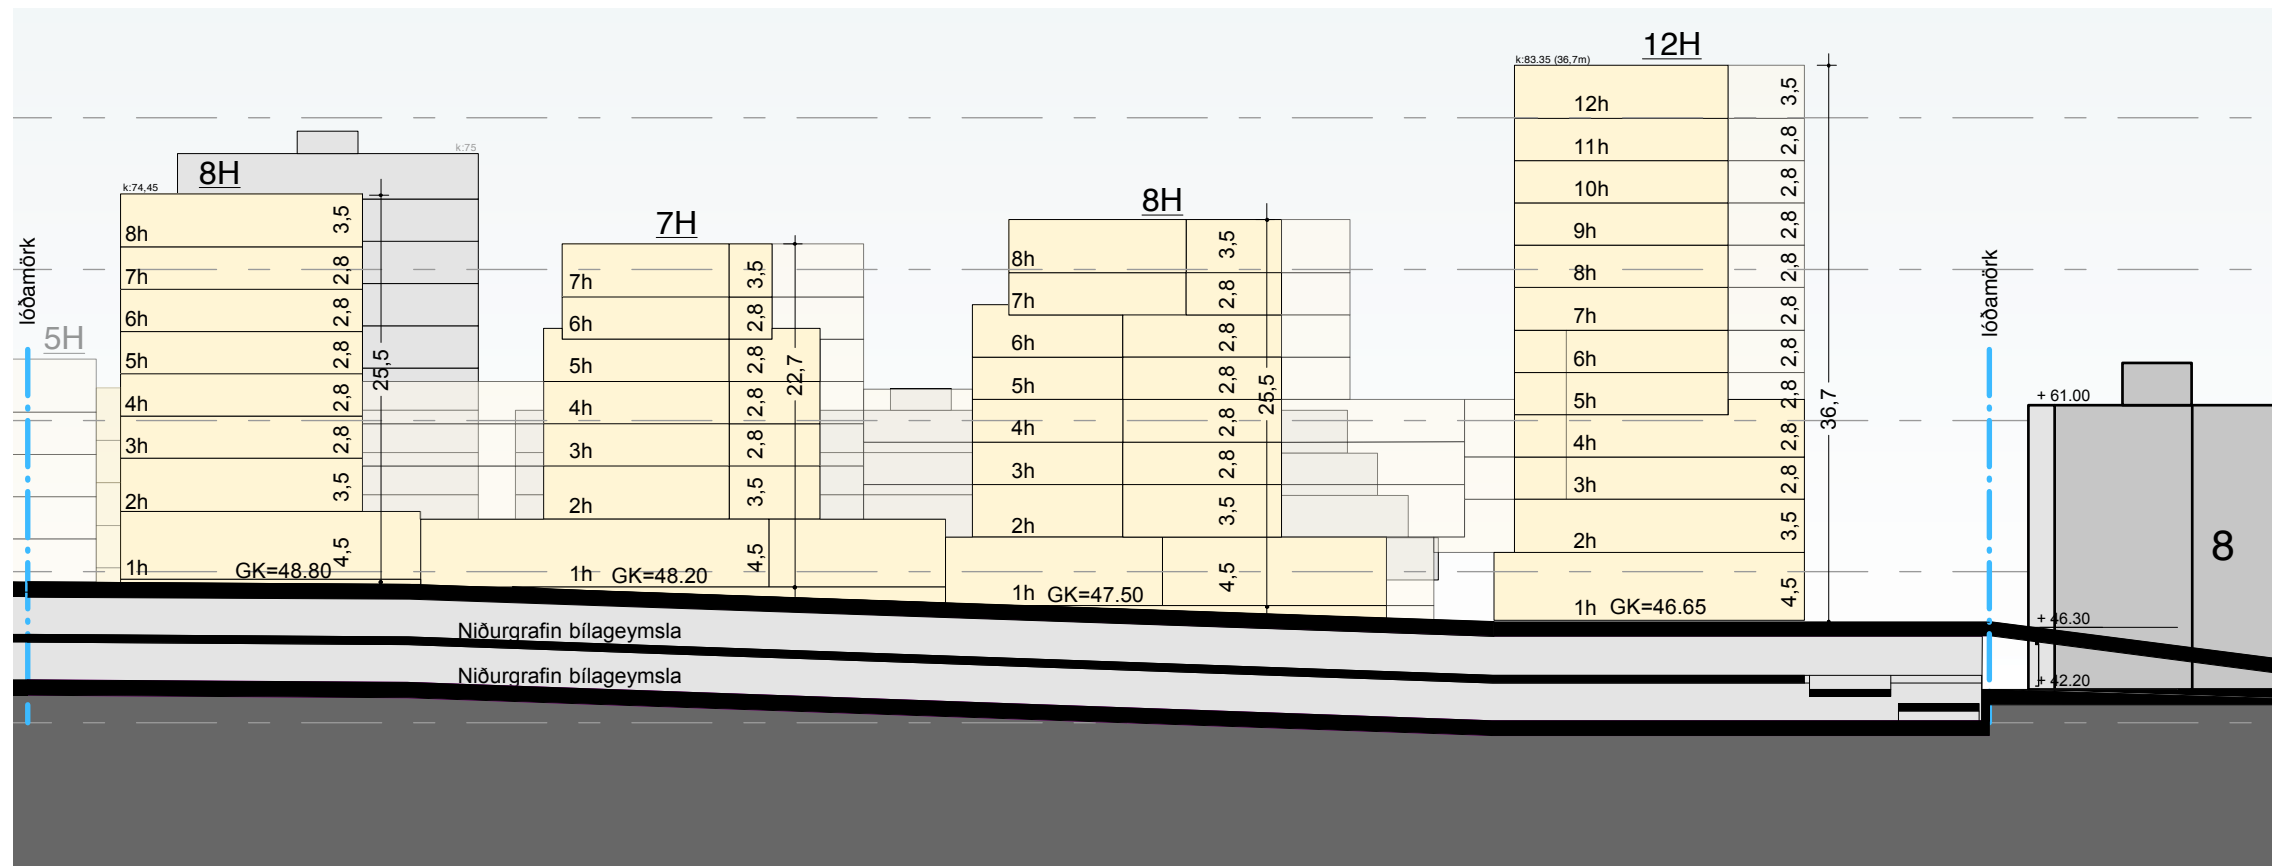 lóðamörk
5H
8H
k:75
k:74,45
8h 3,5
7h 2,8
6h 2,8
5h 2,8
4h 2,8
3h 2,8
2h 3,5
1h GK=48.80 4,5
25,5
7H
7h 3,5
6h 2,8
5h 2,8
4h 2,8
3h 2,8
2h 3,5
1h GK=48.20 4,5
22,7
8H
8h 3,5
7h 2,8
6h 2,8
5h 2,8
4h 2,8
3h 2,8
2h 3,5
1h GK=47.50 4,5
25,5
12H
k:83.35 (36,7m)
12h 3,5
11h 2,8
10h 2,8
9h 2,8
8h 2,8
7h 2,8
6h 2,8
5h 2,8
4h 2,8
3h 2,8
2h 3,5
1h GK=46.65 4,5
36,7
lóðamörk
+ 61.00
8
+ 46.30
+ 42.20
Niðurgrafin bílageymsla
Niðurgrafin bílageymsla